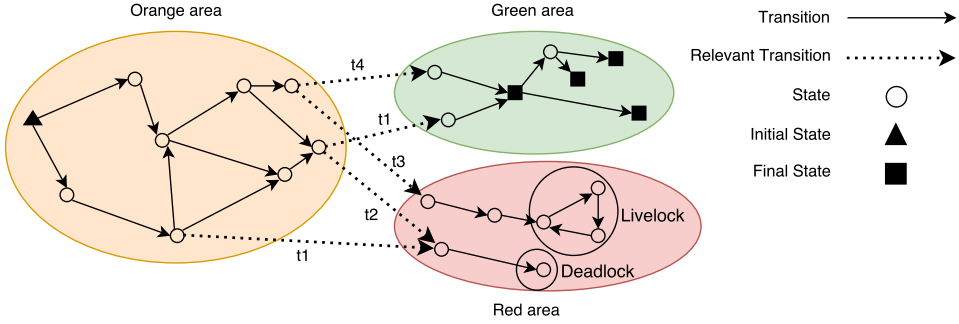 Orange area
Green area
Transition
Relevant Transition
State
Initial State
Final State
t4
t1
t3
t2
t1
Livelock
Deadlock
Red area